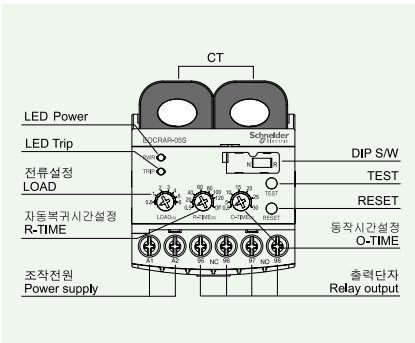 CT
LED Power
LED Trip
전류설정
LOAD
자동복귀시간설정
R-TIME
조작전원
Power supply
DIP S/W
TEST
RESET
동작시간설정
O-TIME
출력단자
Relay output
Schneider
Electric
EOCRAR-05S
PWR
TRIP
N R
TEST
RESET
LOAD(A)
R-TIME(S)
O-TIME(S)
A1 A2 95 NC 96 97 NO 98